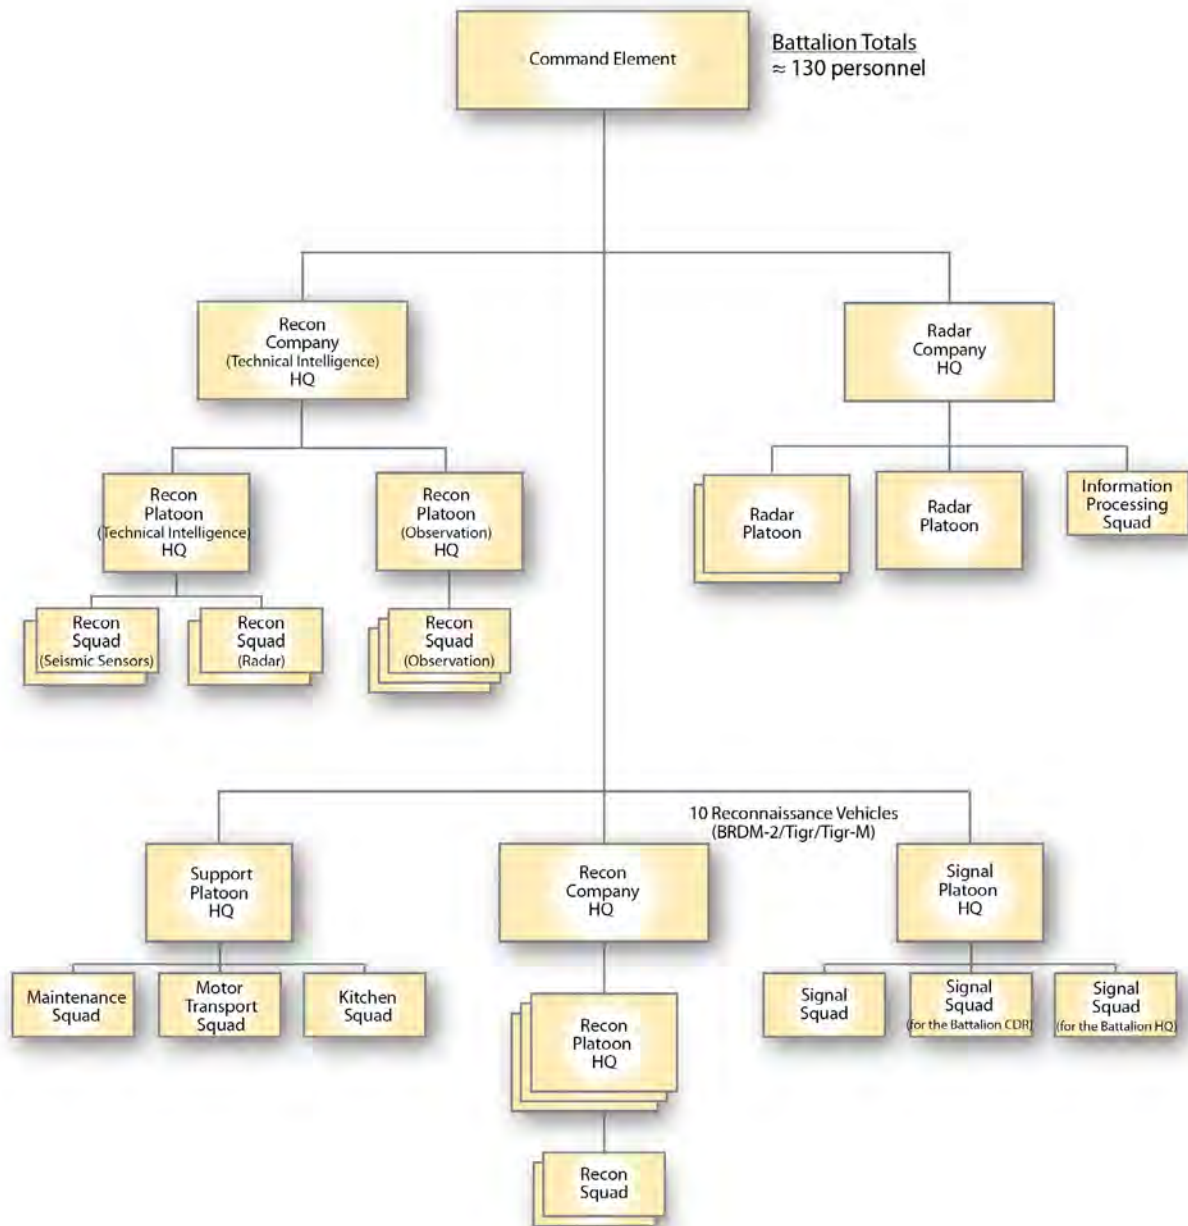 Command Element
Battalion Totals
≈ 130 personnel
Recon
Company
(Technical Intelligence)
HQ
Radar
Company
HQ
Recon
Platoon
(Technical Intelligence)
HQ
Recon
Platoon
(Observation)
HQ
Radar
Platoon
Radar
Platoon
Information
Processing
Squad
Recon
Squad
(Seismic Sensors)
Recon
Squad
(Radar)
Recon
Squad
(Observation)
10 Reconnaissance Vehicles
(BRDM-2/Tigr/Tigr-M)
Support
Platoon
HQ
Recon
Company
HQ
Signal
Platoon
HQ
Maintenance
Squad
Motor
Transport
Squad
Kitchen
Squad
Recon
Platoon
HQ
Signal
Squad
Signal
Squad
(for the Battalion CDR)
Signal
Squad
(for the Battalion HQ)
Recon
Squad